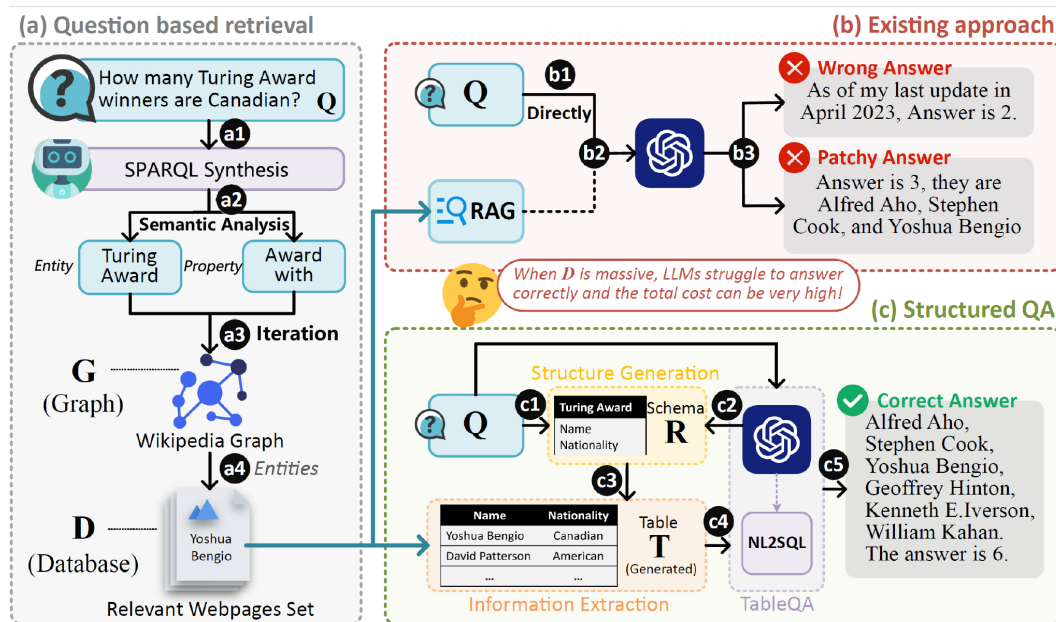 (a) Question based retrieval
How many Turing Award
winners are Canadian? Q
a1
SPARQL Synthesis
a2
Semantic Analysis
Entity
Turing
Award
Property
Award
with
a3 Iteration
G
(Graph)
Wikipedia Graph
a4 Entities
D
(Database)
Yoshua
Bengio
Relevant Webpages Set
(b) Existing approach
Q
b1
Directly
b2
RAG
b3
Wrong Answer
As of my last update in
April 2023, Answer is 2.
Patchy Answer
Answer is 3, they are
Alfred Aho, Stephen
Cook, and Yoshua Bengio
When D is massive, LLMs struggle to answer
correctly and the total cost can be very high!
(c) Structured QA
Structure Generation
Q
c1
Turing Award
Name
Nationality
Schema
R
c2
c3
Name Nationality
Yoshua Bengio Canadian
David Patterson American
... ...
Table
T
(Generated)
Information Extraction
c4
NL2SQL
TableQA
c5
Correct Answer
Alfred Aho,
Stephen Cook,
Yoshua Bengio,
Geoffrey Hinton,
Kenneth E.Iverson,
William Kahan.
The answer is 6.